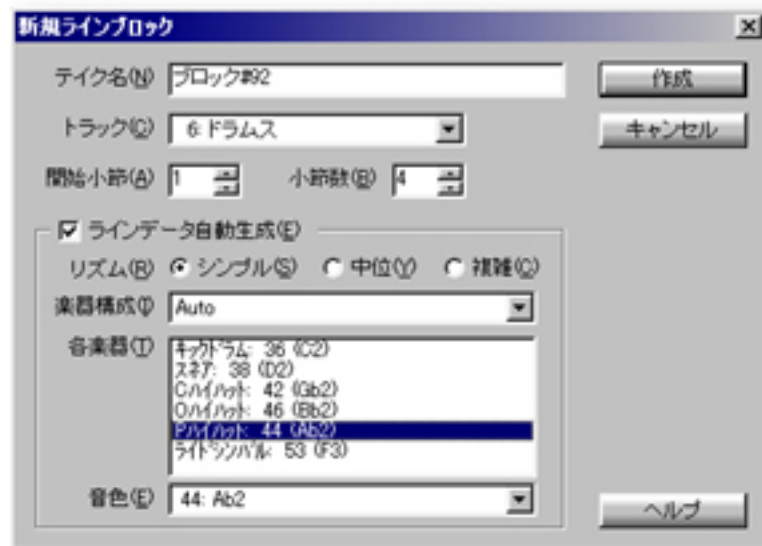 新規ラインブロック
テイク名(N) ブロック#92
作成
トラック(C) 6: ドラムス
キャンセル
開始小節(A) 1 小節数(B) 4
ラインデータ自動生成(E)
リズム(R) シンプル(S) 中位(Y) 複雑(C)
楽器構成(I) Auto
各楽器(T) ｷｯｸﾄﾞﾗﾑ: 36 (C2)
ｽﾈｱ: 38 (D2)
Cﾊｲﾊｯﾄ: 42 (Gb2)
Oﾊｲﾊｯﾄ: 46 (Bb2)
Pﾊｲﾊｯﾄ: 44 (Ab2)
ﾗｲﾄﾞｼﾝﾊﾞﾙ: 53 (F3)
音色(E) 44: Ab2
ヘルプ